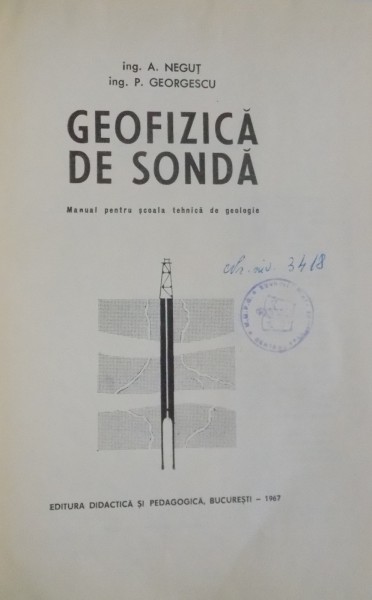 ing. A. NEGUȚ
ing. P. GEORGESCU
GEOFIZICĂ
DE SONDĂ
Manual pentru școala tehnică de geologie
3418
EDITURA DIDACTICĂ ȘI PEDAGOGICĂ, BUCUREȘTI – 1967